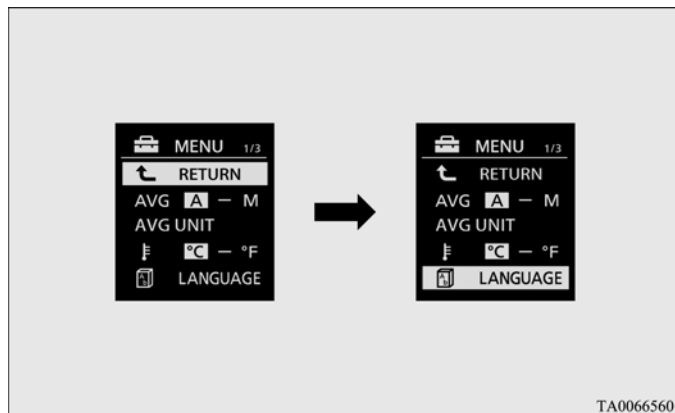 MENU 1/3
RETURN
AVG A – M
AVG UNIT
°C – °F
LANGUAGE
MENU 1/3
RETURN
AVG A – M
AVG UNIT
°C – °F
LANGUAGE
TA0066560